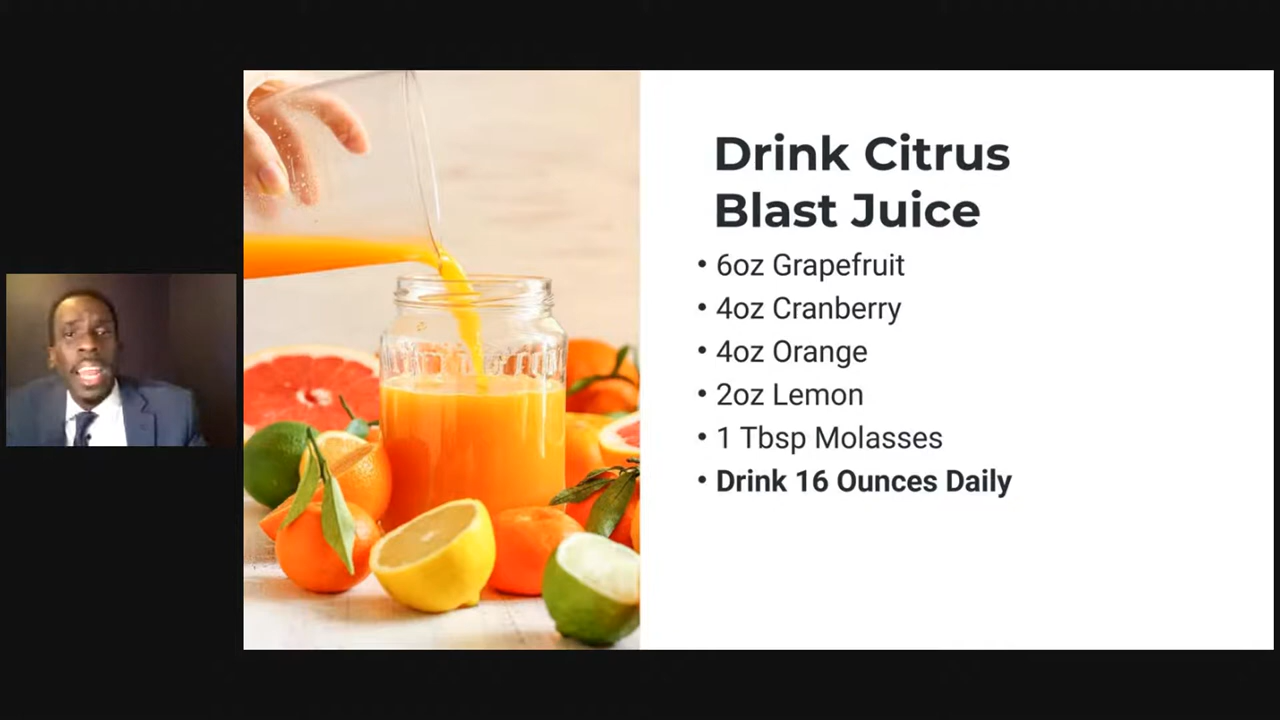 Drink Citrus
Blast Juice
• 6oz Grapefruit
• 4oz Cranberry
• 4oz Orange
• 2oz Lemon
• 1 Tbsp Molasses
• Drink 16 Ounces Daily